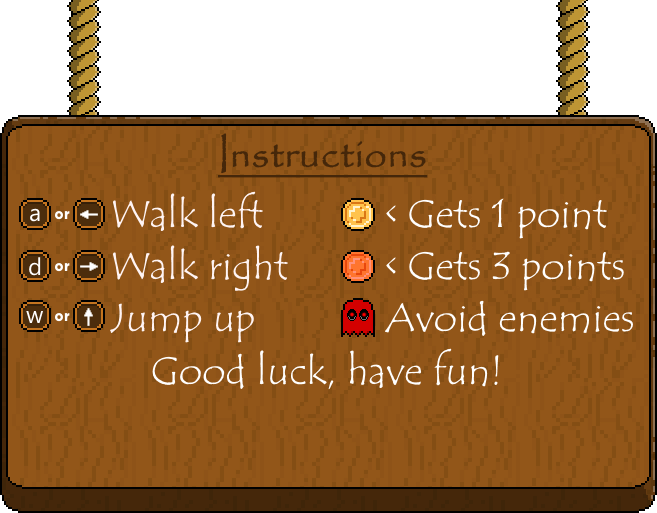 Instructions
a or ← Walk left < Gets 1 point
d or → Walk right < Gets 3 points
w or ↑ Jump up Avoid enemies
Good luck, have fun!